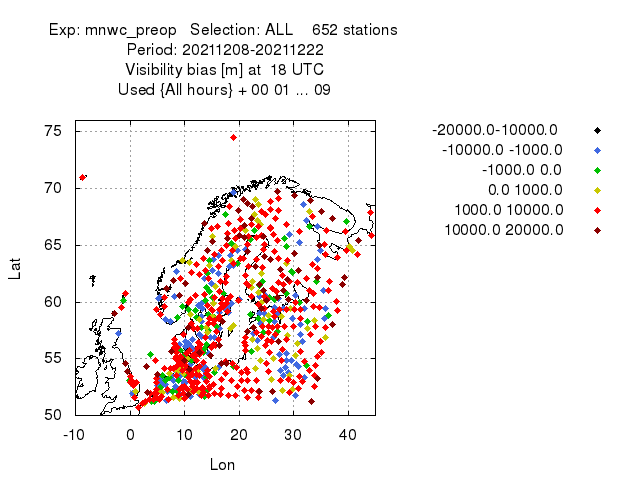 Exp: mnwc_preop   Selection: ALL    652 stations
Period: 20211208-20211222
Visibility bias [m] at  18 UTC
Used {All hours} + 00 01 ... 09
-20000.0-10000.0
-10000.0 -1000.0
-1000.0 0.0
0.0 1000.0
1000.0 10000.0
10000.0 20000.0
75
70
65
60
55
50
Lat
-10 0 10 20 30 40
Lon